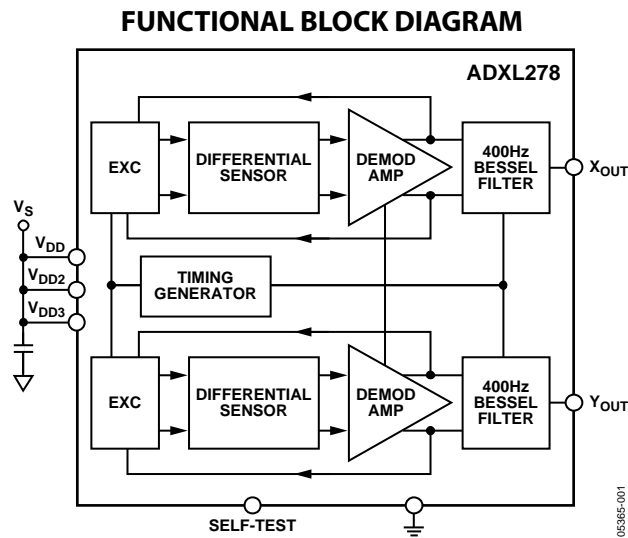 FUNCTIONAL BLOCK DIAGRAM
ADXL278
EXC
DIFFERENTIAL
SENSOR
DEMOD
AMP
400Hz
BESSEL
FILTER
XOUT
VS
VDD
VDD2
VDD3
TIMING
GENERATOR
EXC
DIFFERENTIAL
SENSOR
DEMOD
AMP
400Hz
BESSEL
FILTER
YOUT
SELF-TEST
05365-001